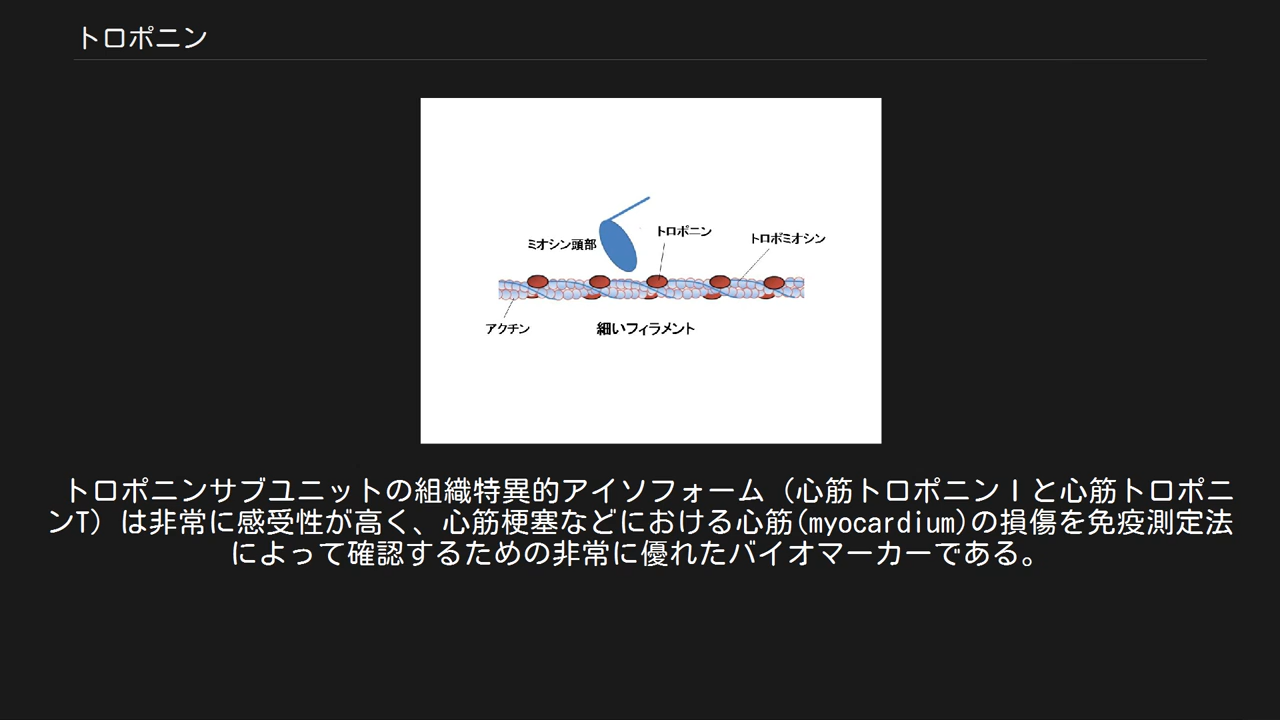 トロポニン
ミオシン頭部
トロポニン
トロポミオシン
アクチン
細いフィラメント
トロポニンサブユニットの組織特異的アイソフォーム（心筋トロポニンＩと心筋トロポニ
ンT）は非常に感受性が高く、心筋梗塞などにおける心筋(myocardium)の損傷を免疫測定法
によって確認するための非常に優れたバイオマーカーである。